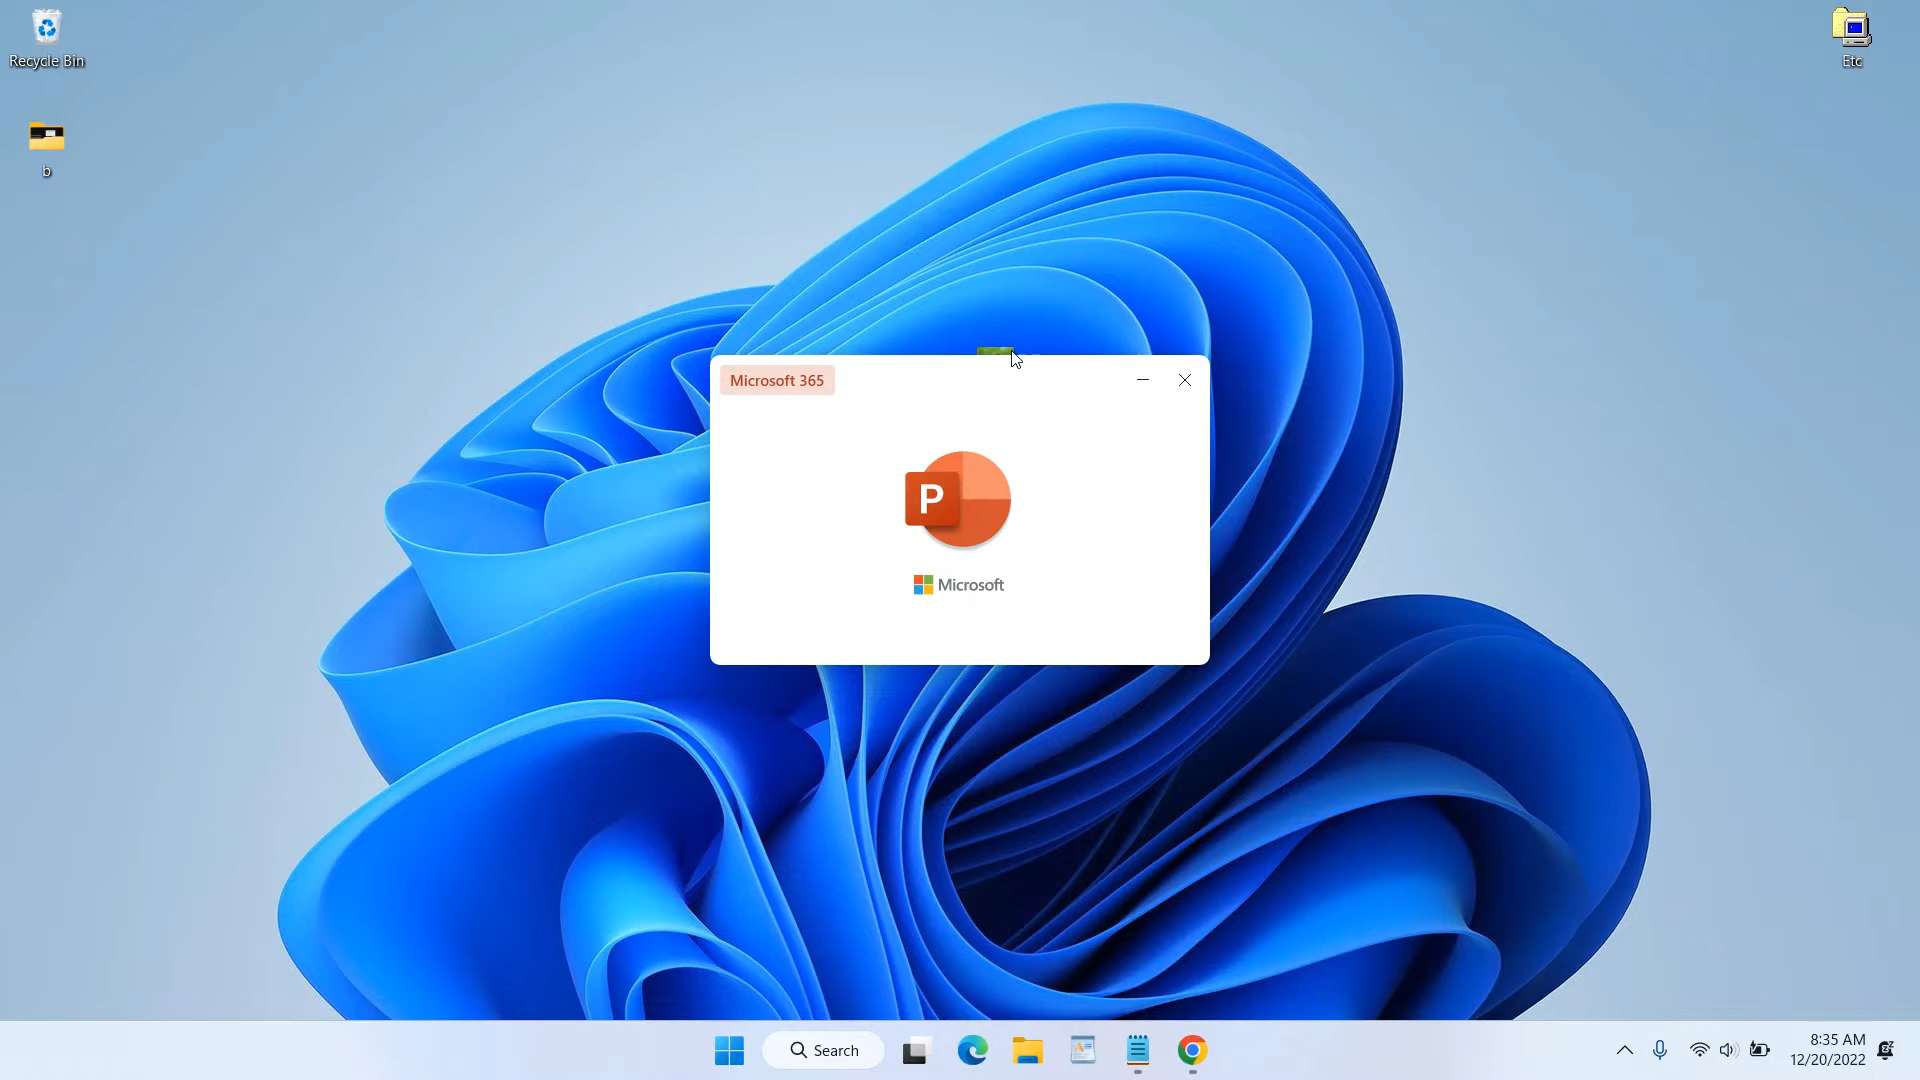 Recycle Bin
Etc
b
Microsoft 365
P
Microsoft
Search
8:35 AM
12/20/2022